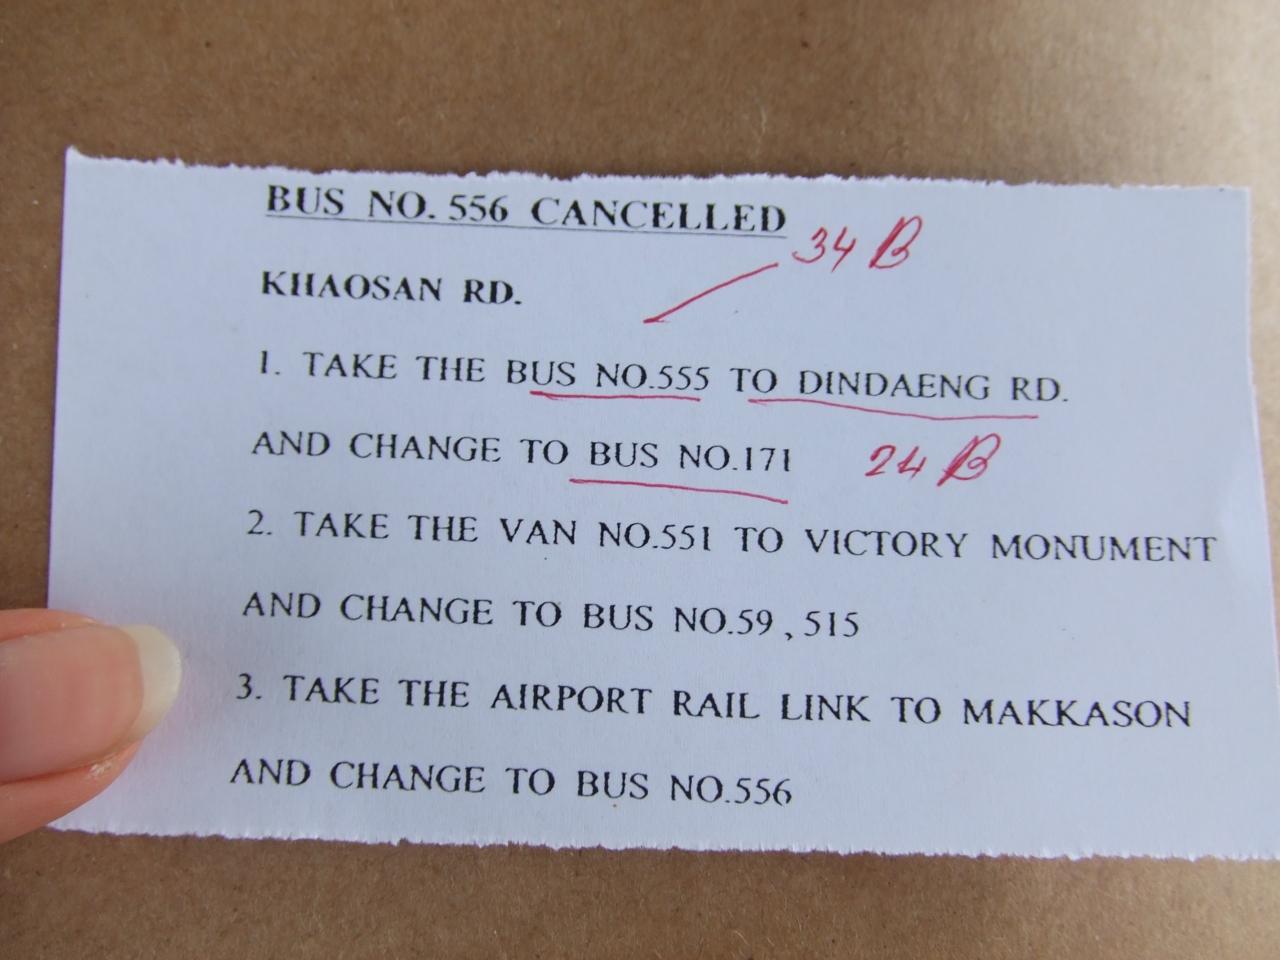 BUS NO. 556 CANCELLED
34 B
KHAOSAN RD.
1. TAKE THE BUS NO.555 TO DINDAENG RD.
AND CHANGE TO BUS NO.171 24 B
2. TAKE THE VAN NO.551 TO VICTORY MONUMENT
AND CHANGE TO BUS NO.59 , 515
3. TAKE THE AIRPORT RAIL LINK TO MAKKASON
AND CHANGE TO BUS NO.556